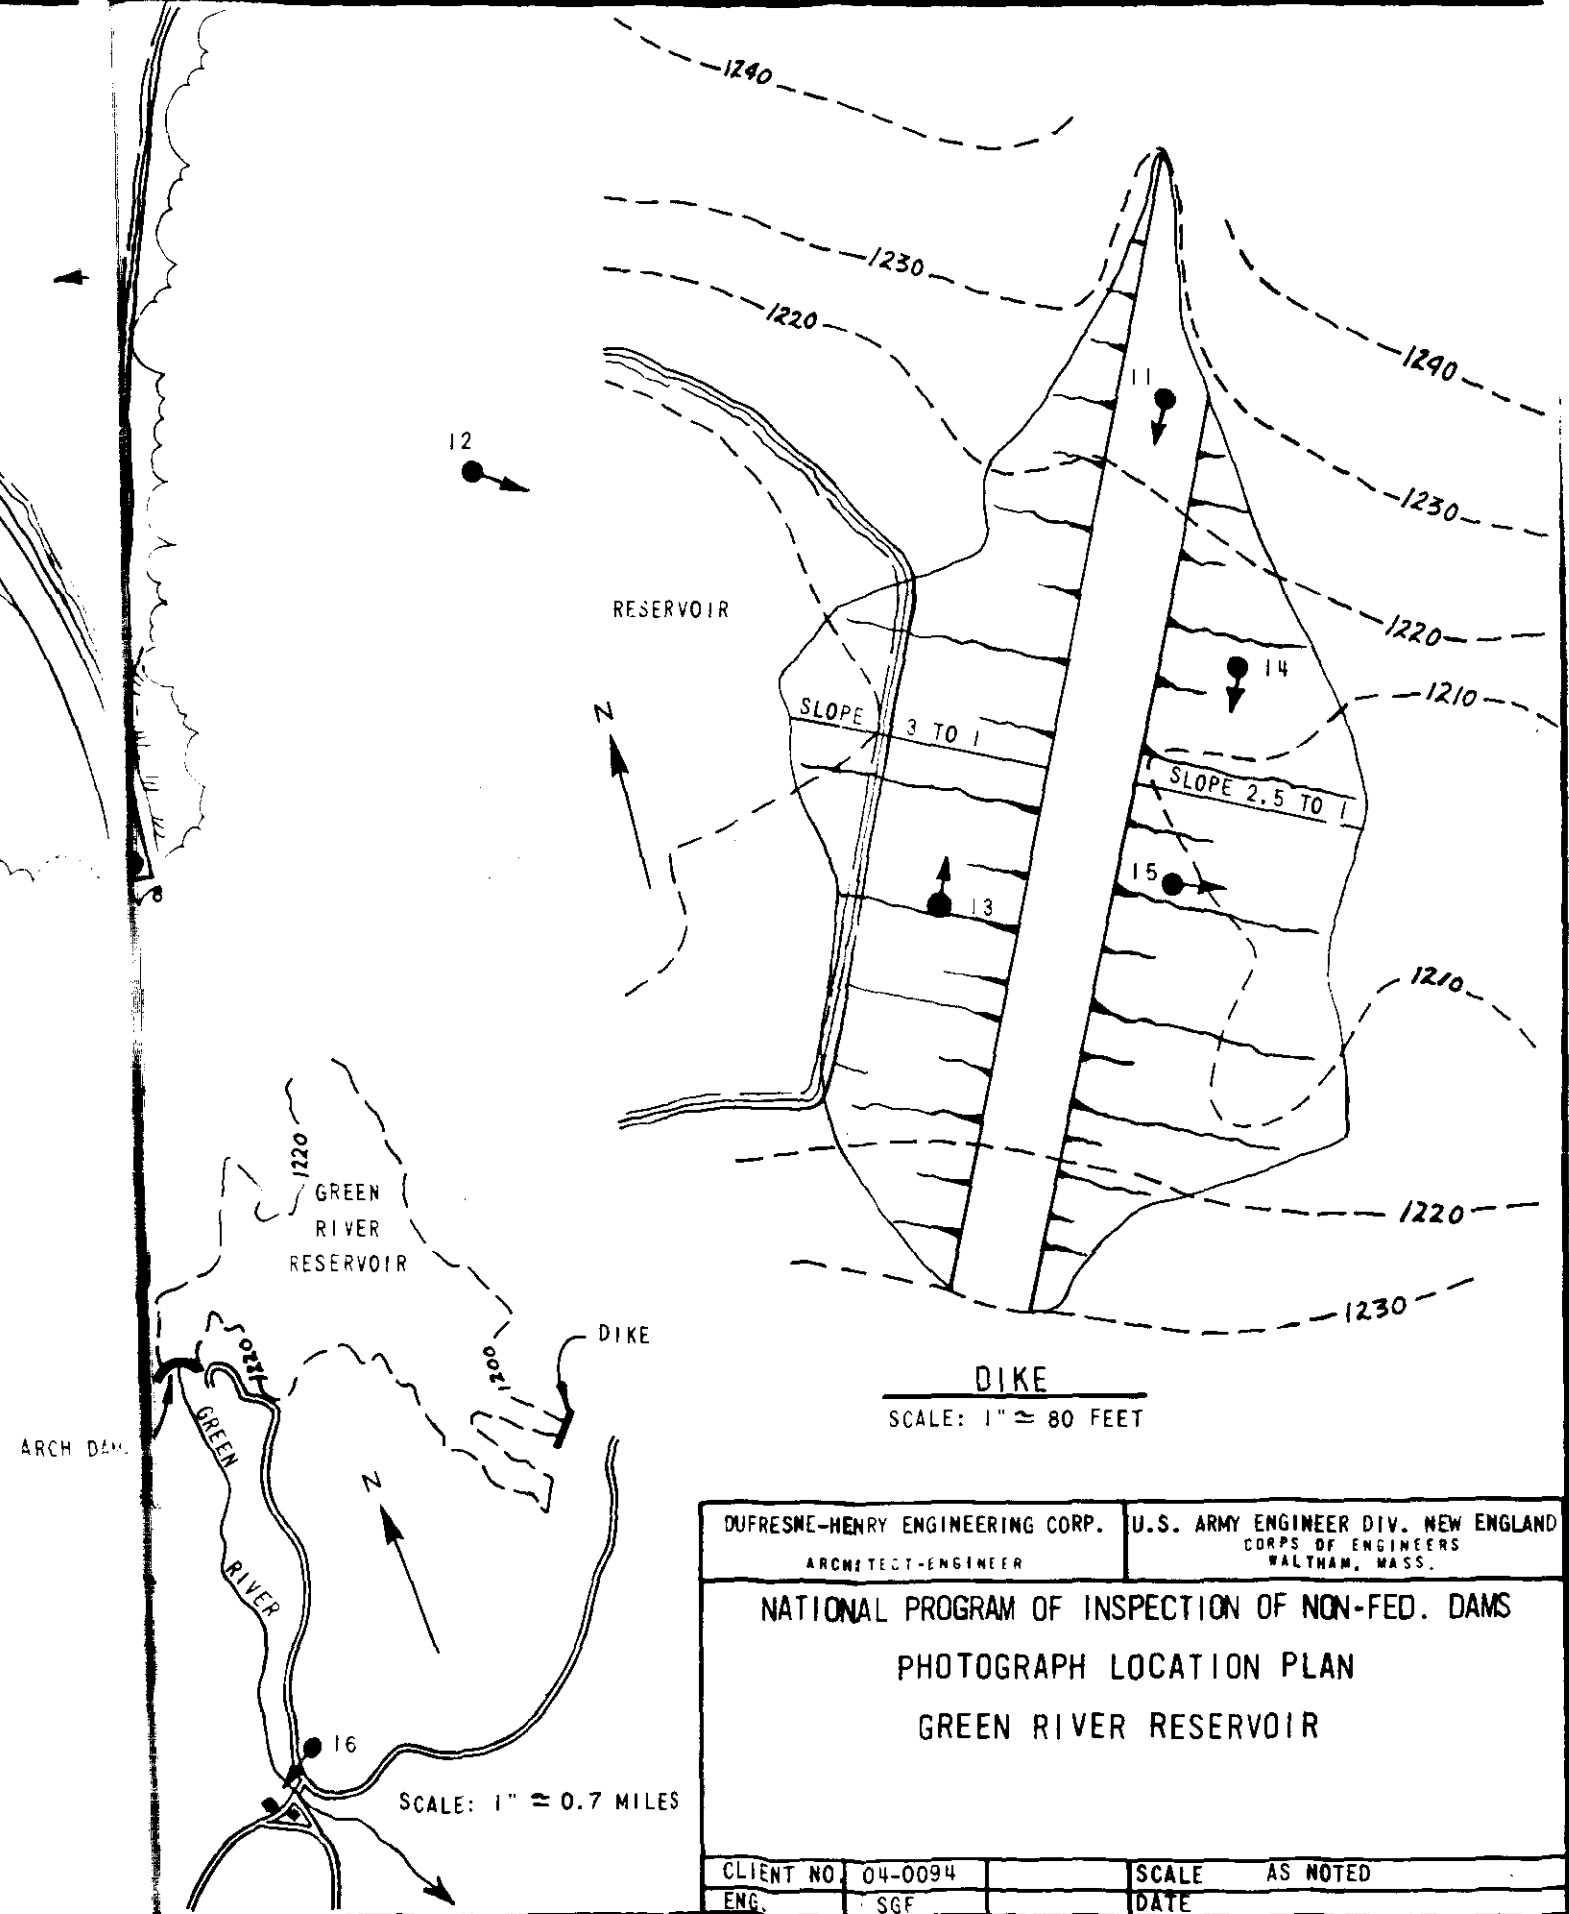 1240
1230
1220
1240
1230
1220
1210
1210
1220
1230
11
12
13
14
15
RESERVOIR
N
SLOPE 3 TO 1
SLOPE 2.5 TO 1
8
1220
GREEN
RIVER
RESERVOIR
1220
1200
DIKE
ARCH
GREEN
RIVER
N
16
SCALE: 1" ≃ 0.7 MILES
DIKE
SCALE: 1" ≃ 80 FEET
DUFRESNE-HENRY ENGINEERING CORP.
ARCHITECT-ENGINEER
U.S. ARMY ENGINEER DIV. NEW ENGLAND
CORPS OF ENGINEERS
WALTHAM, MASS.
NATIONAL PROGRAM OF INSPECTION OF NON-FED. DAMS
PHOTOGRAPH LOCATION PLAN
GREEN RIVER RESERVOIR
CLIENT NO. 04-0094
SCALE AS NOTED
ENG. SGF
DATE